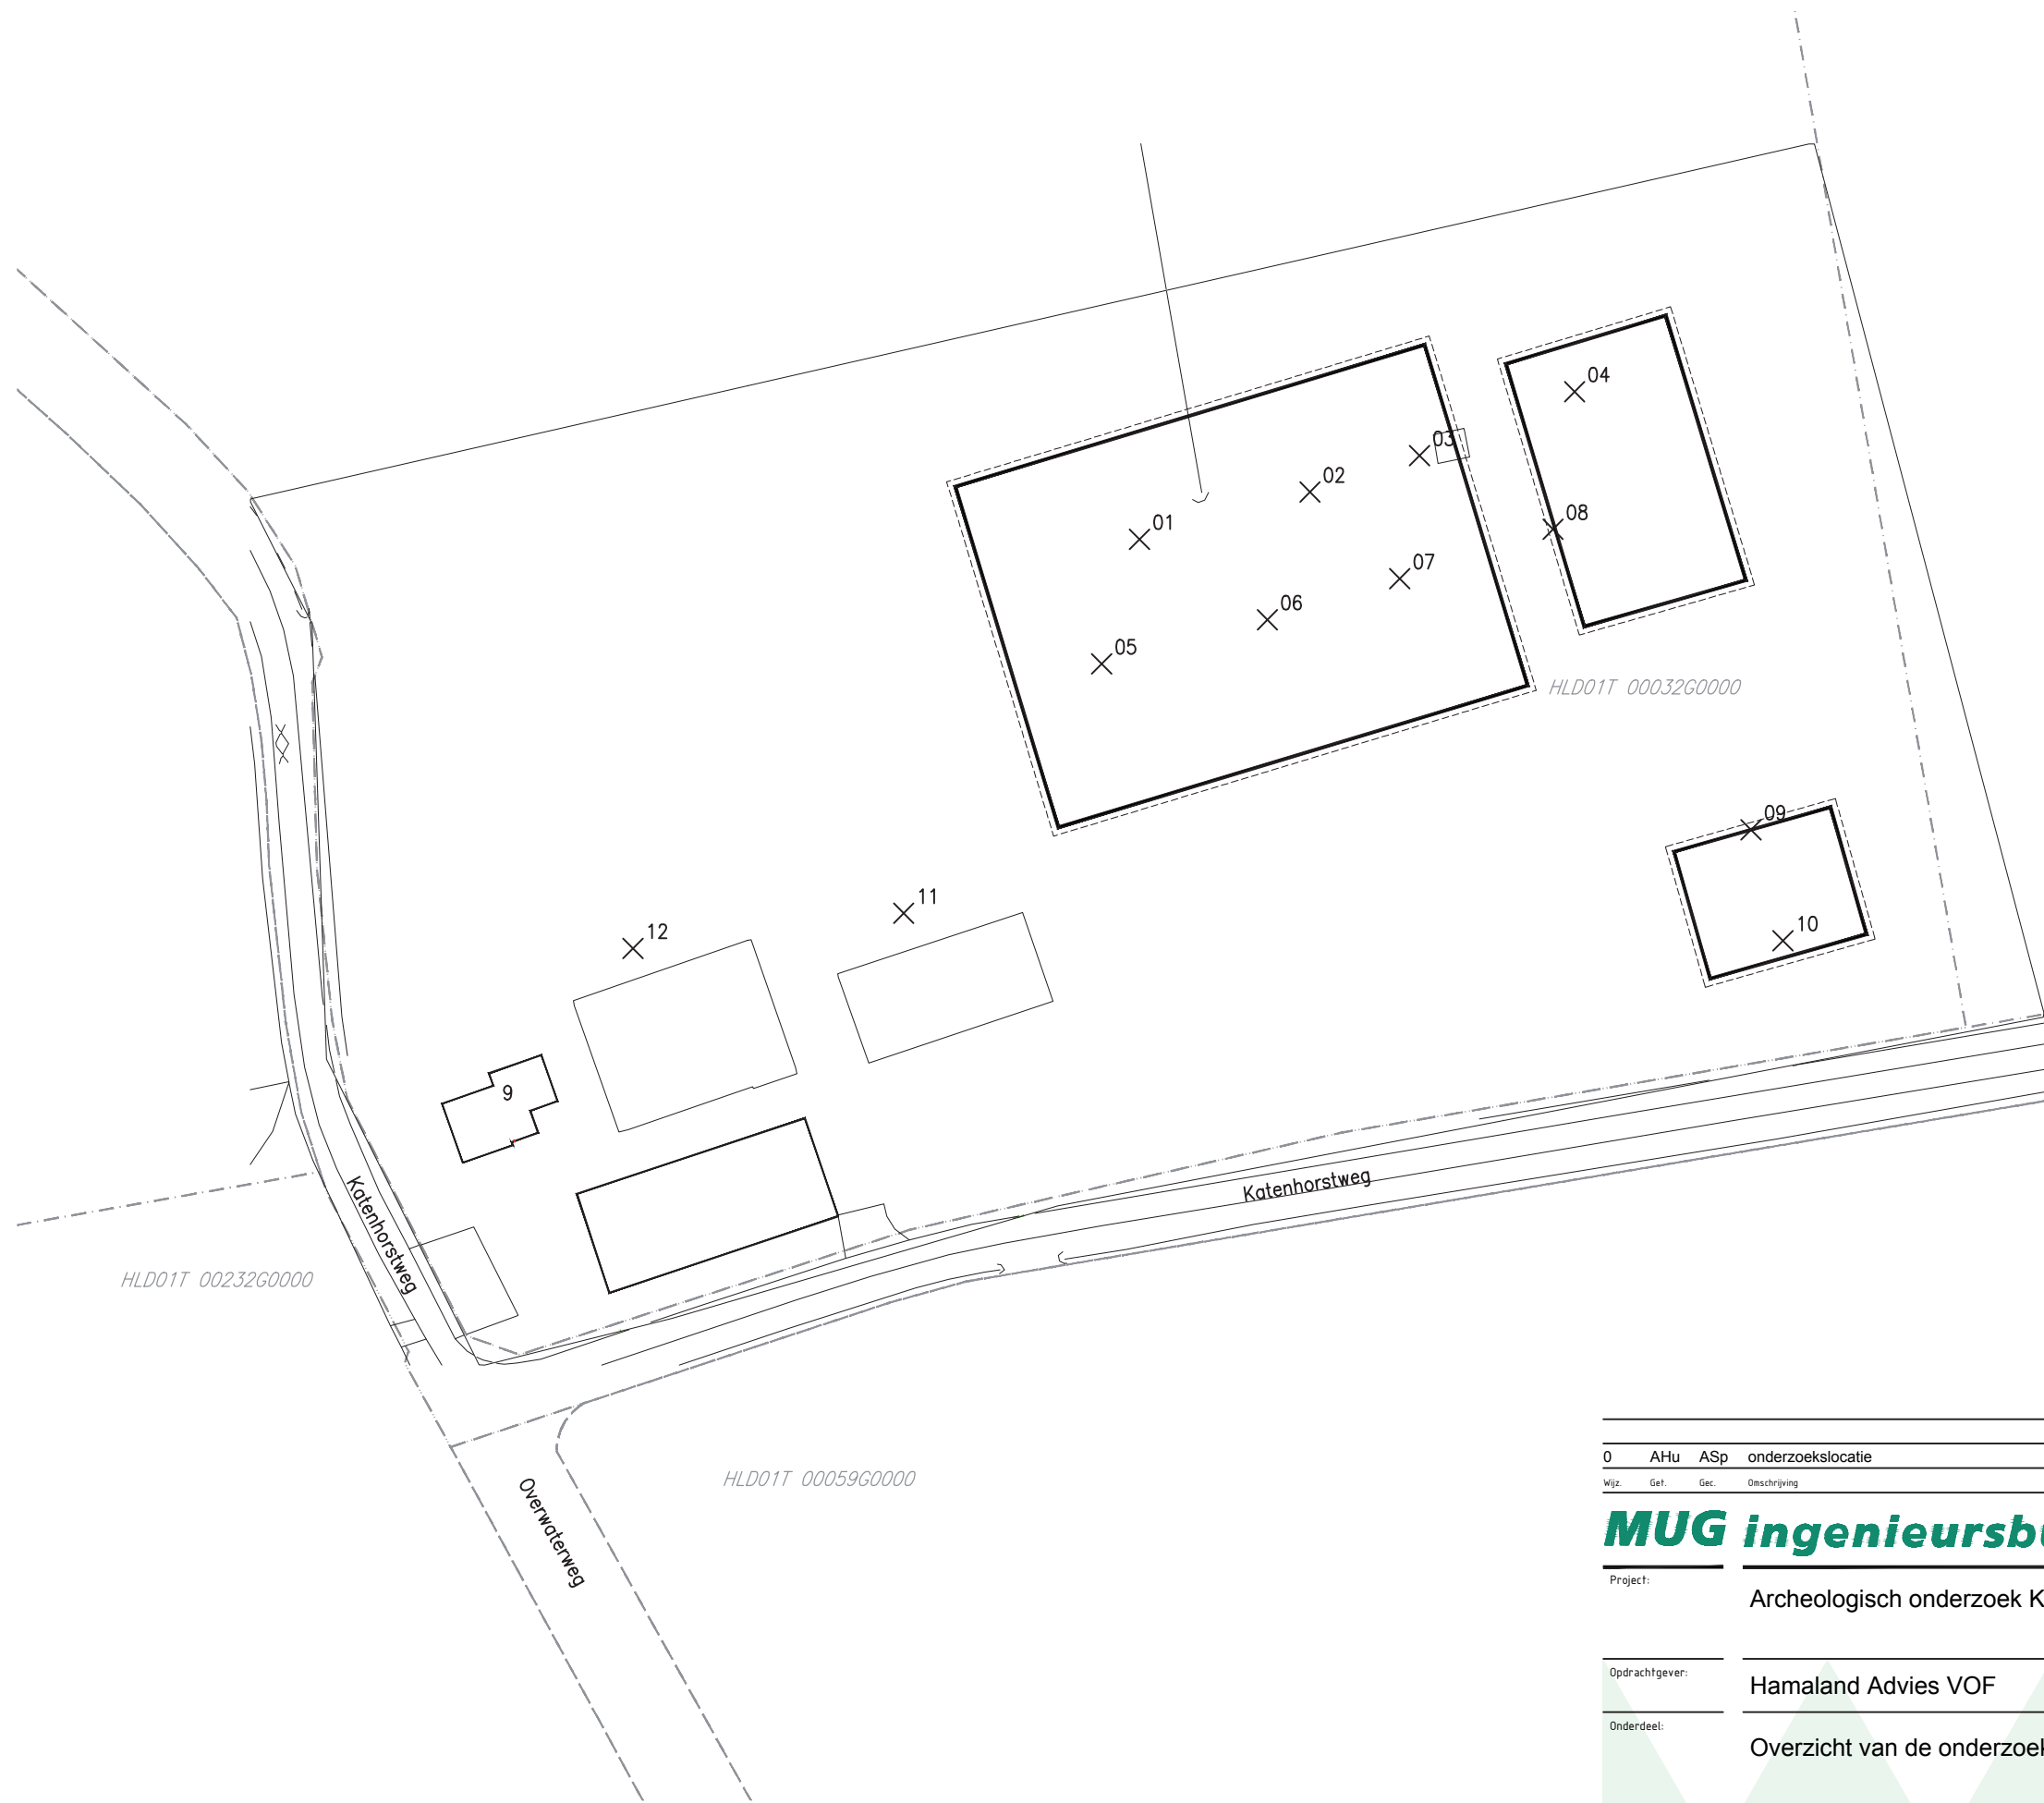 04
03
02
08
01
07
06
05
HLD01T 00032G0000
09
11
12
10
9
Katenhorstweg
Katenhorstweg
HLD01T 00232G0000
HLD01T 00059G0000
Overwaterweg
0 AHu ASp onderzoekslocatie
Wijz. Get. Gec. Omschrijving
MUG ingenieursbu
Project:
Archeologisch onderzoek K
Opdrachtgever:
Hamaland Advies VOF
Onderdeel:
Overzicht van de onderzoek